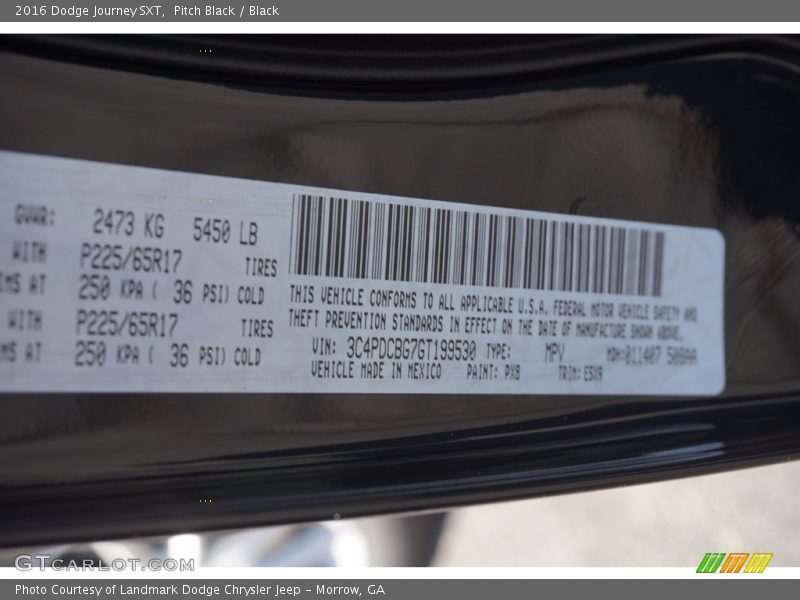 2016 Dodge Journey SXT, Pitch Black / Black
GVWR: 2473 KG 5450 LB
WITH P225/65R17 TIRES
MS AT 250 KPA ( 36 PSI) COLD
WITH P225/65R17 TIRES
MS AT 250 KPA ( 36 PSI) COLD
THIS VEHICLE CONFORMS TO ALL APPLICABLE U.S.A. FEDERAL MOTOR VEHICLE SAFETY AND
THEFT PREVENTION STANDARDS IN EFFECT ON THE DATE OF MANUFACTURE SHOWN ABOVE.
VIN: 3C4PDCBG7GT199530 TYPE: MPV MDH:011407
VEHICLE MADE IN MEXICO PAINT: PX8 TRIM:
GTCARLOT.COM
Photo Courtesy of Landmark Dodge Chrysler Jeep - Morrow, GA